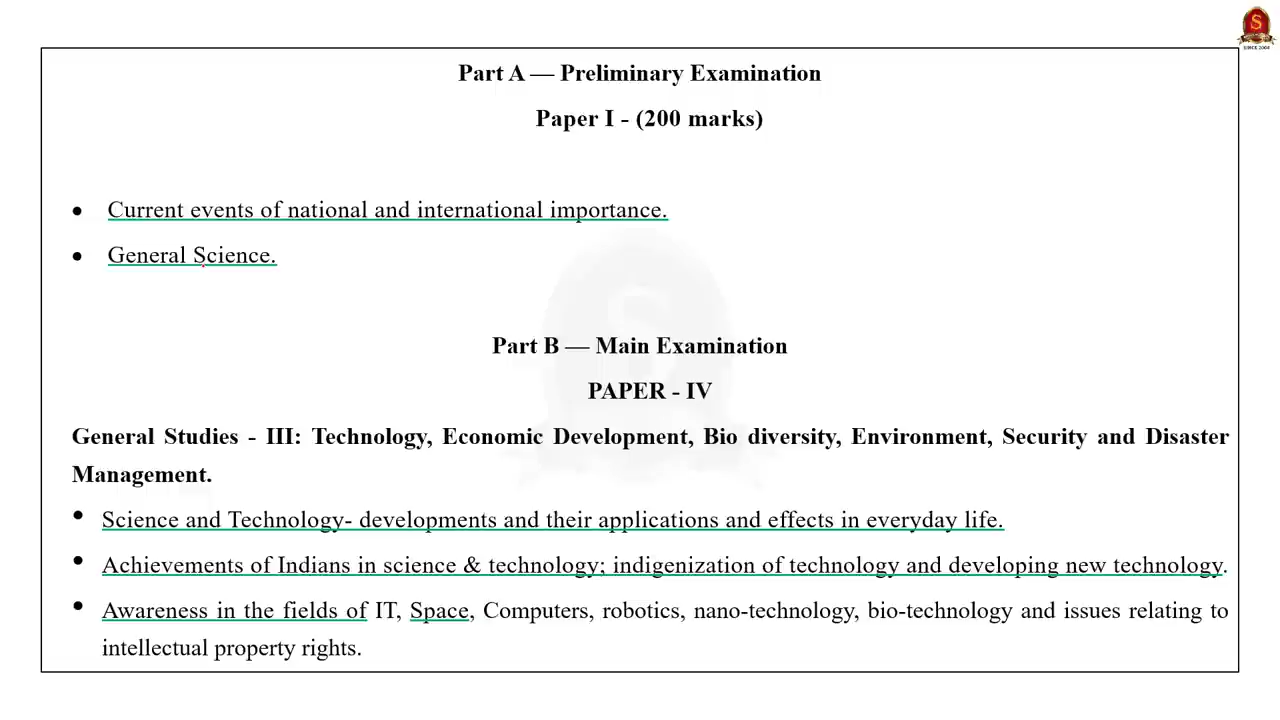 S
SINCE 2004
Part A — Preliminary Examination
Paper I - (200 marks)
• Current events of national and international importance.
• General Science.
Part B — Main Examination
PAPER - IV
General Studies - III: Technology, Economic Development, Bio diversity, Environment, Security and Disaster
Management.
• Science and Technology- developments and their applications and effects in everyday life.
• Achievements of Indians in science & technology; indigenization of technology and developing new technology.
• Awareness in the fields of IT, Space, Computers, robotics, nano-technology, bio-technology and issues relating to
intellectual property rights.